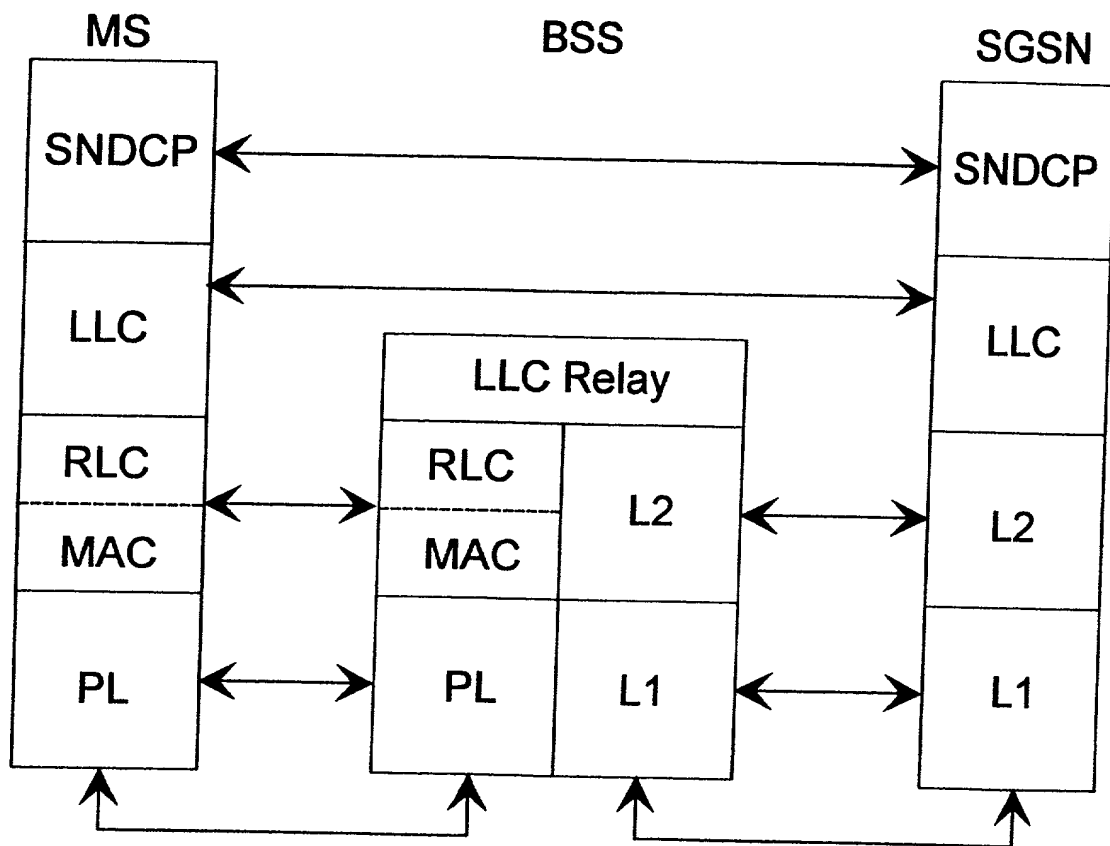 MS
BSS
SGSN
SNDCP
SNDCP
LLC
LLC
LLC Relay
RLC
RLC
L2
L2
MAC
MAC
PL
PL
L1
L1